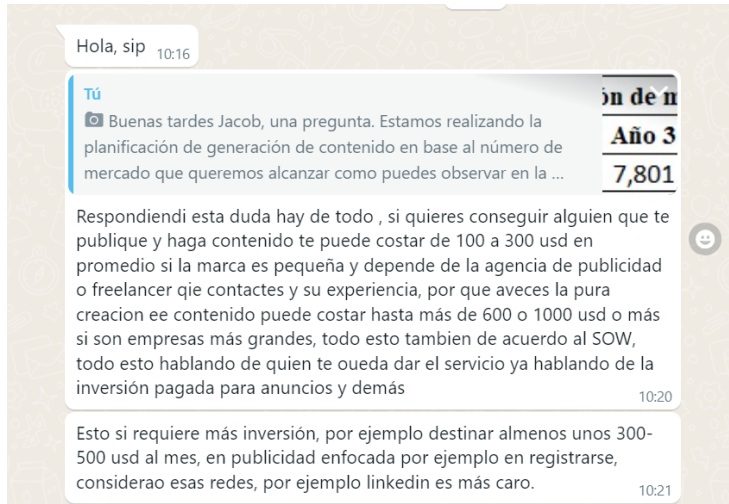 Hola, sip 10:16
Tú
Buenas tardes Jacob, una pregunta. Estamos realizando la
planificación de generación de contenido en base al número de
mercado que queremos alcanzar como puedes observar en la ...
ón de m
Año 3
7,801
Respondiendi esta duda hay de todo , si quieres conseguir alguien que te
publique y haga contenido te puede costar de 100 a 300 usd en
promedio si la marca es pequeña y depende de la agencia de publicidad
o freelancer qie contactes y su experiencia, por que aveces la pura
creacion ee contenido puede costar hasta más de 600 o 1000 usd o más
si son empresas más grandes, todo esto tambien de acuerdo al SOW,
todo esto hablando de quien te oueda dar el servicio ya hablando de la
inversión pagada para anuncios y demás
10:20
Esto si requiere más inversión, por ejemplo destinar almenos unos 300-
500 usd al mes, en publicidad enfocada por ejemplo en registrarse,
considerao esas redes, por ejemplo linkedin es más caro.
10:21